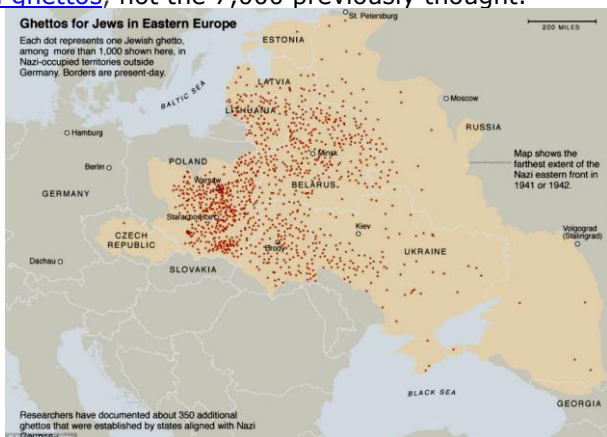 ghettos, not the 7,000 previously thought.
Ghettos for Jews in Eastern Europe
Each dot represents one Jewish ghetto,
among more than 1,000 shown here, in
Nazi-occupied territories outside
Germany. Borders are present-day.
St. Petersburg
200 MILES
ESTONIA
BALTIC SEA
LATVIA
LITHUANIA
Moscow
RUSSIA
Hamburg
Minsk
Map shows the
farthest extent of the
Nazi eastern front in
1941 or 1942.
Berlin
POLAND
Warsaw
BELARUS
GERMANY
Starachowice
Volgograd
(Stalingrad)
CZECH
REPUBLIC
Kiev
Brody
UKRAINE
Dachau
SLOVAKIA
BLACK SEA
GEORGIA
Researchers have documented about 350 additional
ghettos that were established by states aligned with Nazi
Germany.